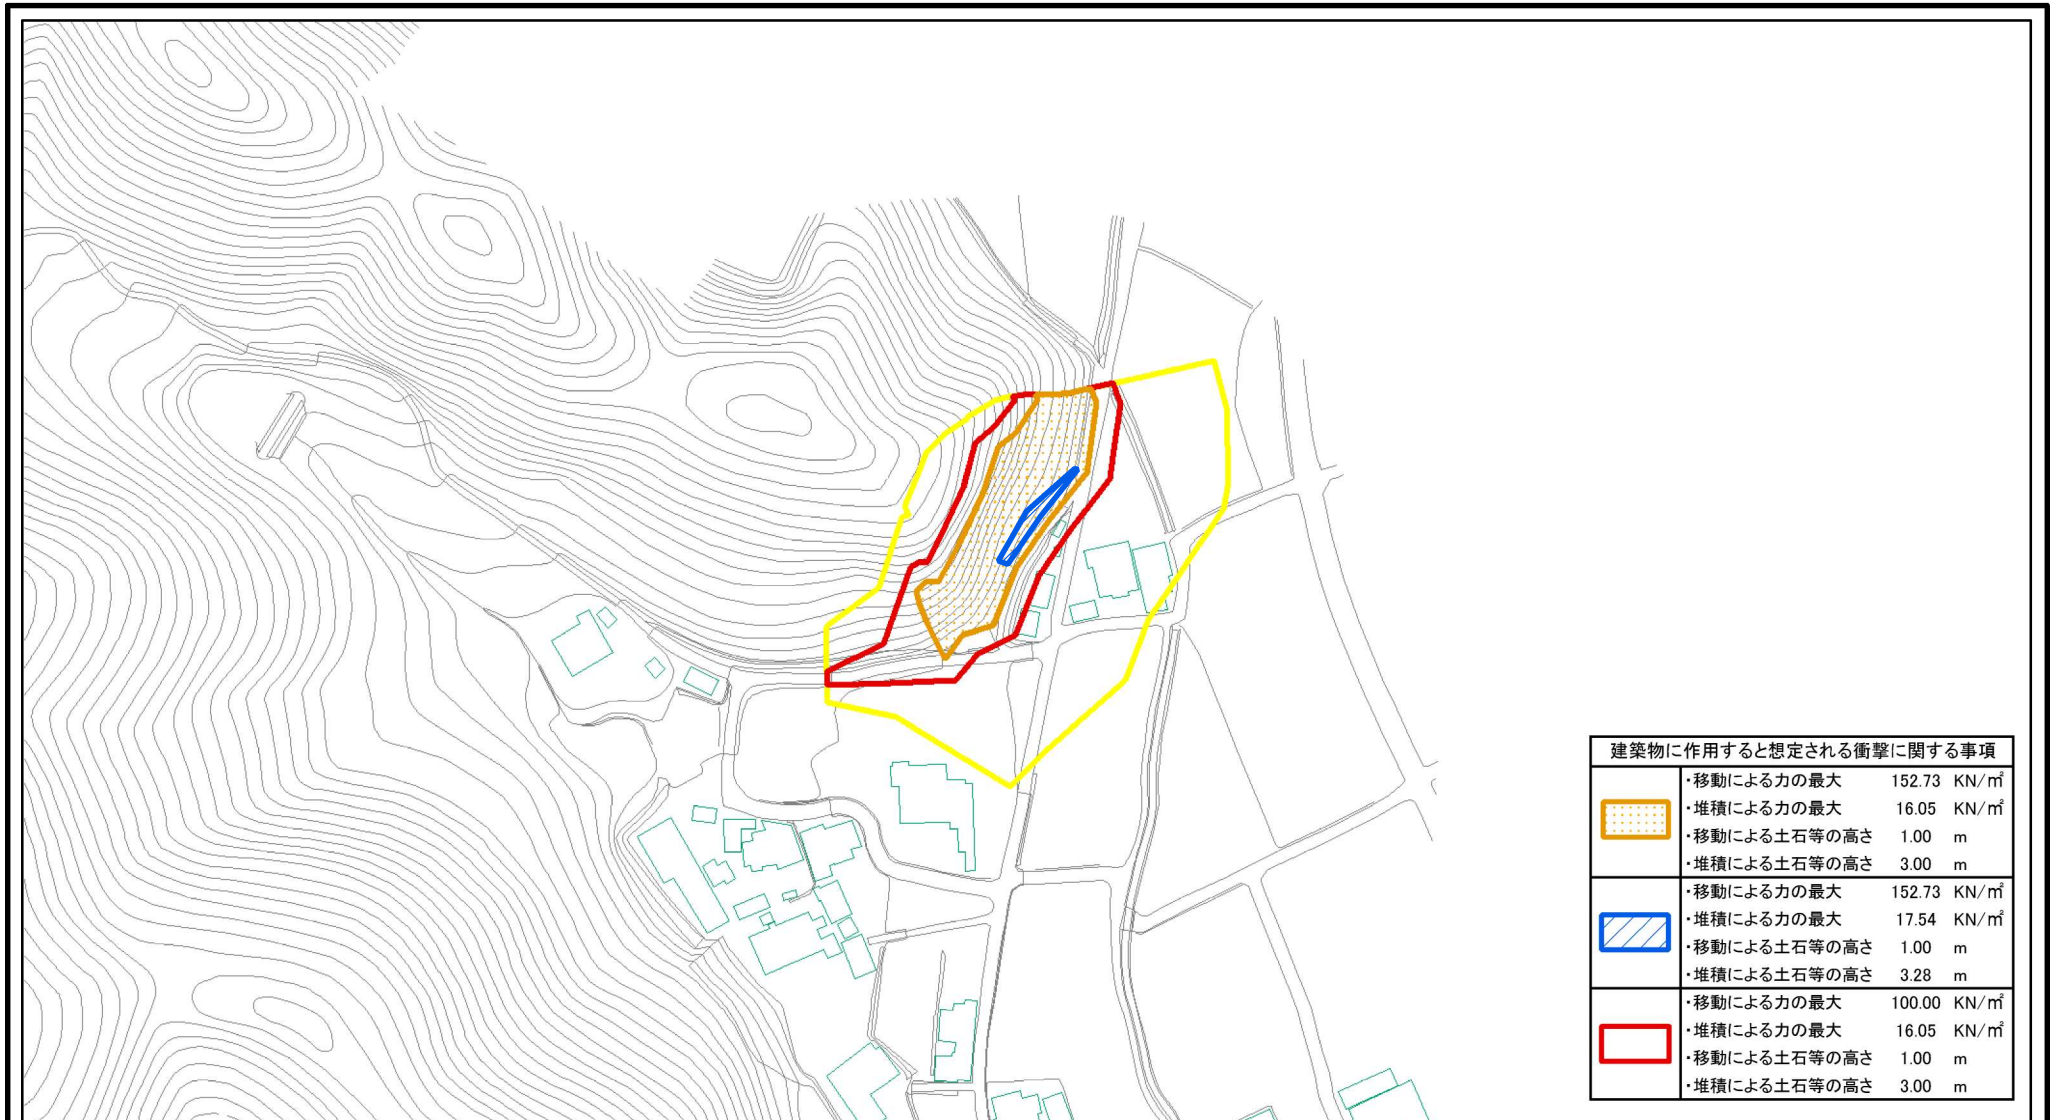 建築物に作用すると想定される衝撃に関する事項
・移動による力の最大 152.73 KN/㎡
・堆積による力の最大 16.05 KN/㎡
・移動による土石等の高さ 1.00 m
・堆積による土石等の高さ 3.00 m
・移動による力の最大 152.73 KN/㎡
・堆積による力の最大 17.54 KN/㎡
・移動による土石等の高さ 1.00 m
・堆積による土石等の高さ 3.28 m
・移動による力の最大 100.00 KN/㎡
・堆積による力の最大 16.05 KN/㎡
・移動による土石等の高さ 1.00 m
・堆積による土石等の高さ 3.00 m